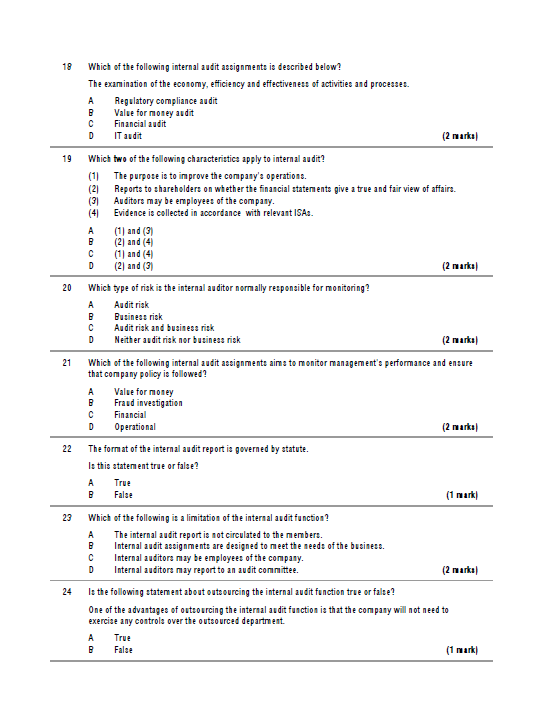 18 Which of the following internal audit assignments is described below?
The examination of the economy, efficiency and effectiveness of activities and processes.
A Regulatory compliance audit
B Value for money audit
C Financial audit
D IT audit (2 marks)
19 Which two of the following characteristics apply to internal audit?
(1) The purpose is to improve the company's operations.
(2) Reports to shareholders on whether the financial statements give a true and fair view of affairs.
(3) Auditors may be employees of the company.
(4) Evidence is collected in accordance with relevant ISAs.
A (1) and (3)
B (2) and (4)
C (1) and (4)
D (2) and (3) (2 marks)
20 Which type of risk is the internal auditor normally responsible for monitoring?
A Audit risk
B Business risk
C Audit risk and business risk
D Neither audit risk nor business risk (2 marks)
21 Which of the following internal audit assignments aims to monitor management's performance and ensure
that company policy is followed?
A Value for money
B Fraud investigation
C Financial
D Operational (2 marks)
22 The format of the internal audit report is governed by statute.
Is this statement true or false?
A True
B False (1 mark)
23 Which of the following is a limitation of the internal audit function?
A The internal audit report is not circulated to the members.
B Internal audit assignments are designed to meet the needs of the business.
C Internal auditors may be employees of the company.
D Internal auditors may report to an audit committee. (2 marks)
24 Is the following statement about outsourcing the internal audit function true or false?
One of the advantages of outsourcing the internal audit function is that the company will not need to
exercise any controls over the outsourced department.
A True
B False (1 mark)